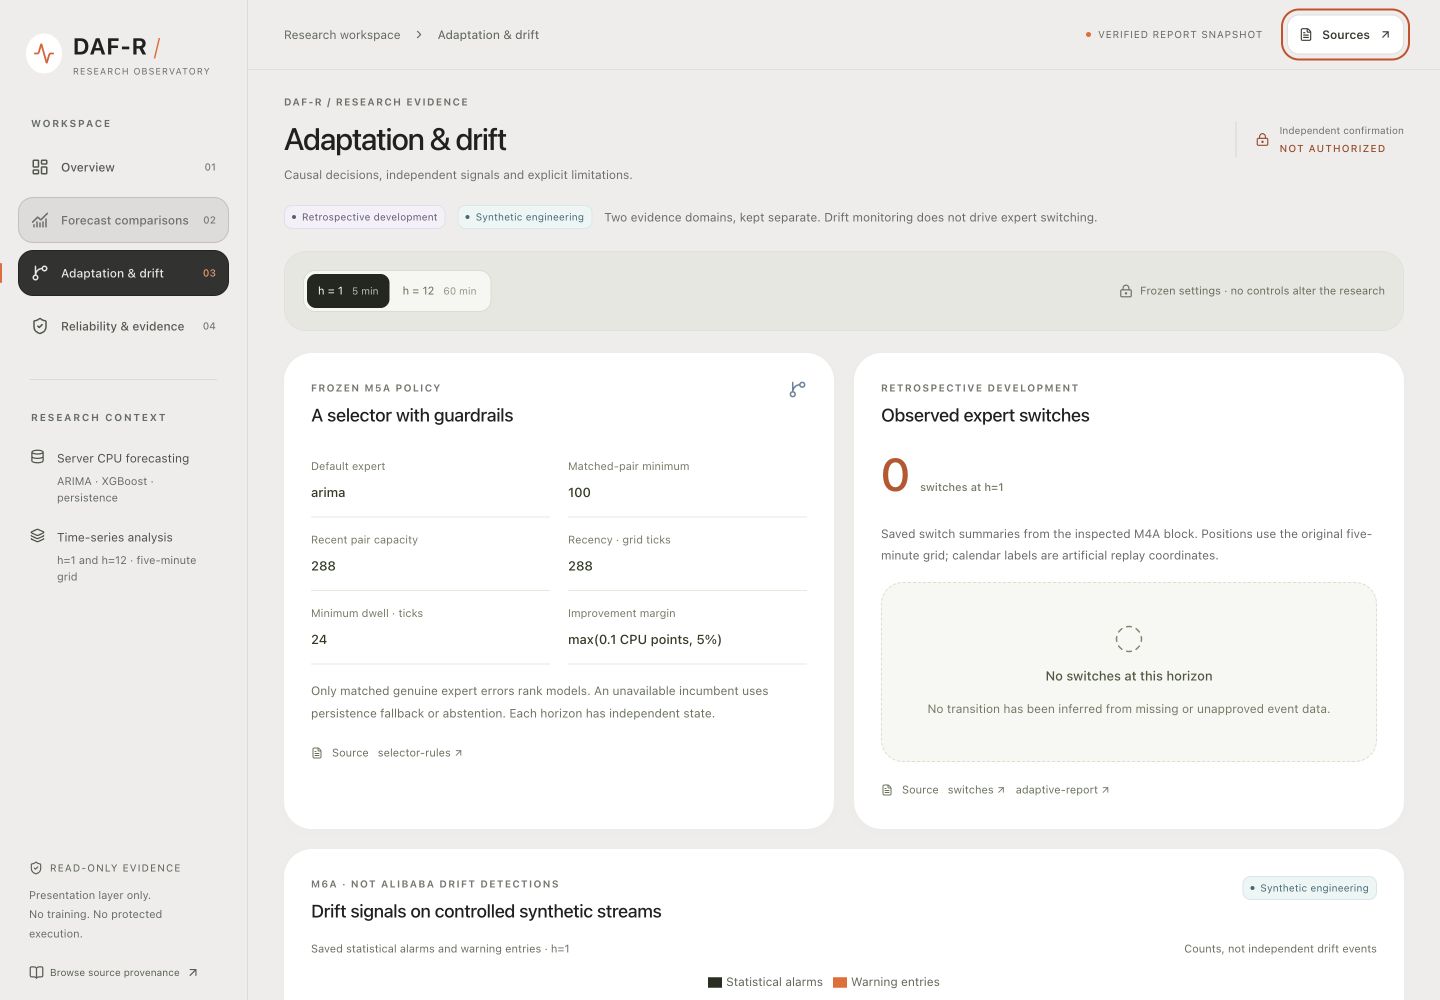 DAF-R /
RESEARCH OBSERVATORY
WORKSPACE
Overview 01
Forecast comparisons 02
Adaptation & drift 03
Reliability & evidence 04
RESEARCH CONTEXT
Server CPU forecasting
ARIMA · XGBoost ·
persistence
Time-series analysis
h=1 and h=12 · five-minute
grid
READ-ONLY EVIDENCE
Presentation layer only.
No training. No protected
execution.
Browse source provenance
Research workspace > Adaptation & drift
VERIFIED REPORT SNAPSHOT
Sources
DAF-R / RESEARCH EVIDENCE
Adaptation & drift
Causal decisions, independent signals and explicit limitations.
Independent confirmation
NOT AUTHORIZED
Retrospective development
Synthetic engineering
Two evidence domains, kept separate. Drift monitoring does not drive expert switching.
h = 1 5 min
h = 12 60 min
Frozen settings · no controls alter the research
FROZEN M5A POLICY
A selector with guardrails
Default expert
arima
Matched-pair minimum
100
Recent pair capacity
288
Recency · grid ticks
288
Minimum dwell · ticks
24
Improvement margin
max(0.1 CPU points, 5%)
Only matched genuine expert errors rank models. An unavailable incumbent uses
persistence fallback or abstention. Each horizon has independent state.
Source selector-rules
RETROSPECTIVE DEVELOPMENT
Observed expert switches
0 switches at h=1
Saved switch summaries from the inspected M4A block. Positions use the original five-
minute grid; calendar labels are artificial replay coordinates.
No switches at this horizon
No transition has been inferred from missing or unapproved event data.
Source switches adaptive-report
M6A · NOT ALIBABA DRIFT DETECTIONS
Drift signals on controlled synthetic streams
Synthetic engineering
Saved statistical alarms and warning entries · h=1
Counts, not independent drift events
Statistical alarms
Warning entries